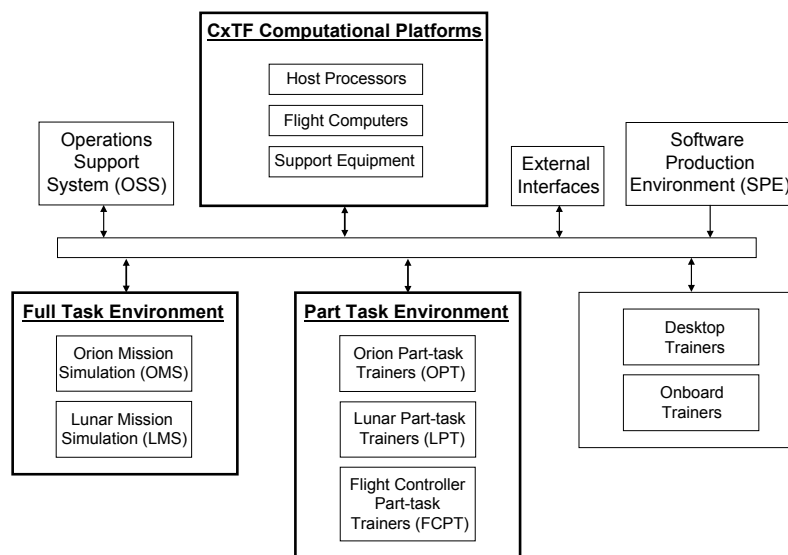 CxTF Computational Platforms
Host Processors
Flight Computers
Support Equipment
Operations
Support
System (OSS)
External
Interfaces
Software
Production
Environment (SPE)
Full Task Environment
Orion Mission
Simulation (OMS)
Lunar Mission
Simulation (LMS)
Part Task Environment
Orion Part-task
Trainers (OPT)
Lunar Part-task
Trainers (LPT)
Flight Controller
Part-task
Trainers (FCPT)
Desktop
Trainers
Onboard
Trainers